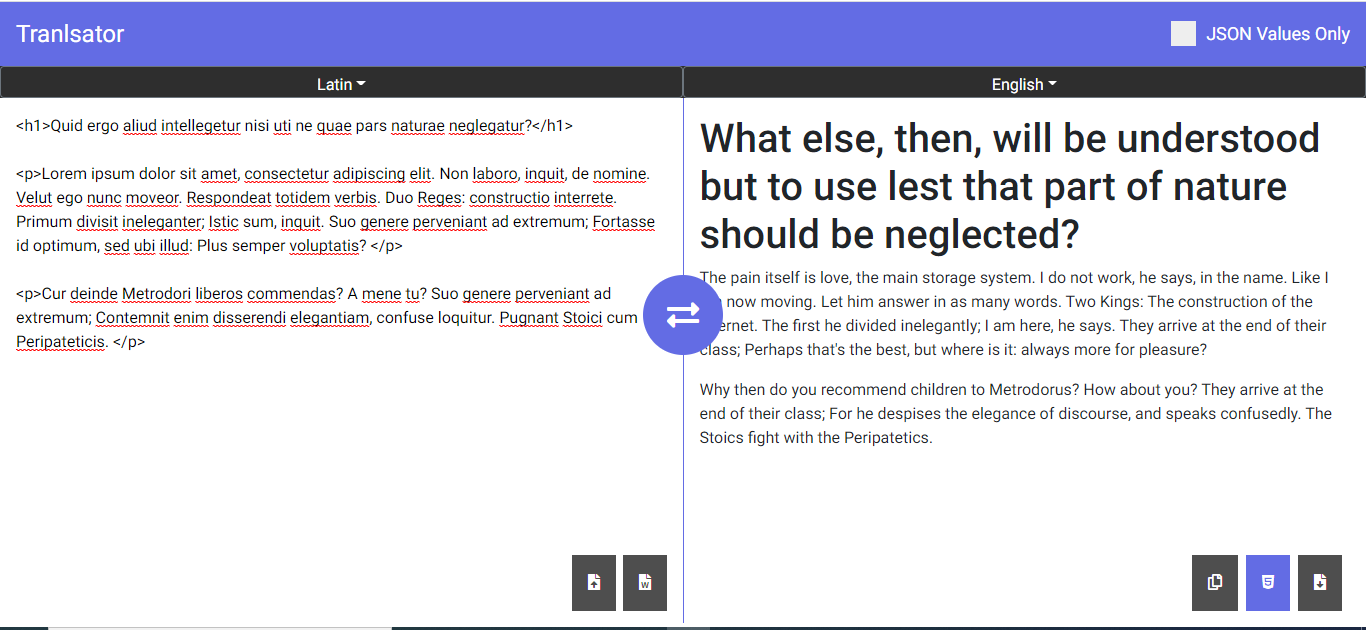 Tranlsator
JSON Values Only
Latin
English
<h1>Quid ergo aliud intellegetur nisi uti ne quae pars naturae neglegatur?</h1>
<p>Lorem ipsum dolor sit amet, consectetur adipiscing elit. Non laboro, inquit, de nomine.
Velut ego nunc moveor. Respondeat totidem verbis. Duo Reges: constructio interrete.
Primum divisit ineleganter; Istic sum, inquit. Suo genere perveniant ad extremum; Fortasse
id optimum, sed ubi illud: Plus semper voluptatis? </p>
<p>Cur deinde Metrodori liberos commendas? A mene tu? Suo genere perveniant ad
extremum; Contemnit enim disserendi elegantiam, confuse loquitur. Pugnant Stoici cum
Peripateticis. </p>
What else, then, will be understood
but to use lest that part of nature
should be neglected?
The pain itself is love, the main storage system. I do not work, he says, in the name. Like I
now moving. Let him answer in as many words. Two Kings: The construction of the
The first he divided inelegantly; I am here, he says. They arrive at the end of their
class; Perhaps that's the best, but where is it: always more for pleasure?
Why then do you recommend children to Metrodorus? How about you? They arrive at the
end of their class; For he despises the elegance of discourse, and speaks confusedly. The
Stoics fight with the Peripatetics.